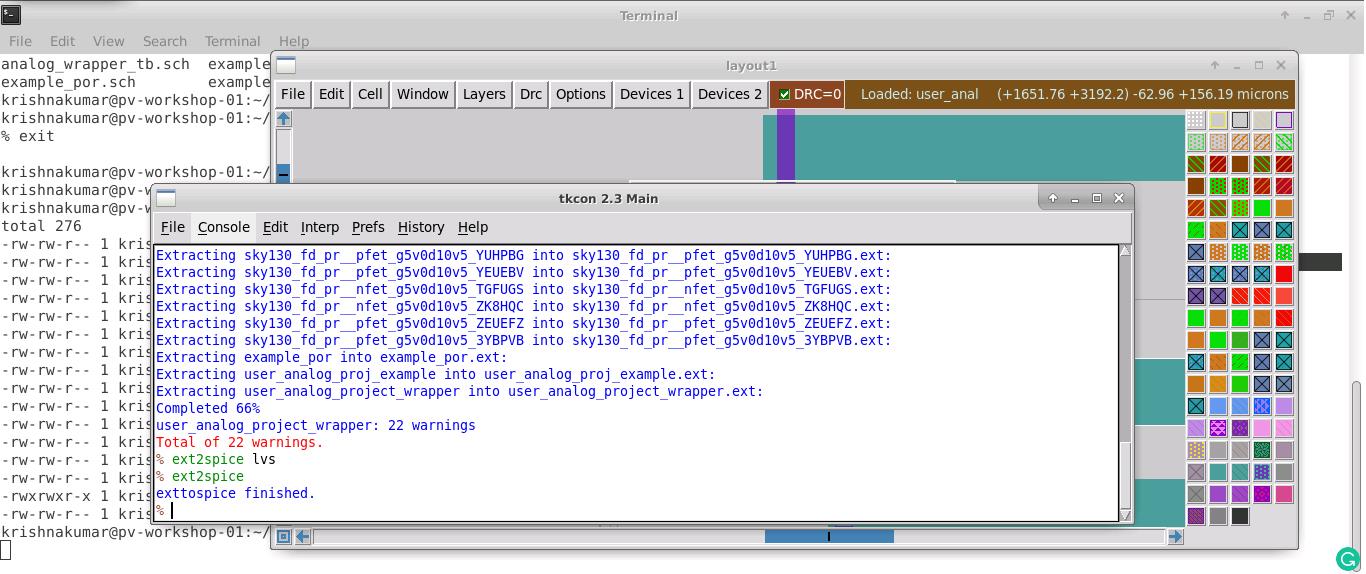 Terminal
File Edit View Search Terminal Help
analog_wrapper_tb.sch example
example_por.sch example
krishnakumar@pv-workshop-01:~/
krishnakumar@pv-workshop-01:~/
% exit
krishnakumar@pv-workshop-01:~/
krishnakumar@pv-w
krishnakumar@pv-w
total 276
-rw-rw-r-- 1 kris
-rw-rw-r-- 1 kris
-rw-rw-r-- 1 kris
-rw-rw-r-- 1 kris
-rw-rw-r-- 1 kris
-rw-rw-r-- 1 kris
-rw-rw-r-- 1 kris
-rw-rw-r-- 1 kris
-rw-rw-r-- 1 kris
-rw-rw-r-- 1 kris
-rw-rw-r-- 1 kris
-rw-rw-r-- 1 kris
-rw-rw-r-- 1 kris
-rw-rw-r-- 1 kris
-rwxrwxr-x 1 kris
-rw-rw-r-- 1 kris
krishnakumar@pv-workshop-01:~/
layout1
File Edit Cell Window Layers Drc Options Devices 1 Devices 2 DRC=0 Loaded: user_anal (+1651.76 +3192.2) -62.96 +156.19 microns
tkcon 2.3 Main
File Console Edit Interp Prefs History Help
Extracting sky130_fd_pr__pfet_g5v0d10v5_YUHPBG into sky130_fd_pr__pfet_g5v0d10v5_YUHPBG.ext:
Extracting sky130_fd_pr__pfet_g5v0d10v5_YEUEBV into sky130_fd_pr__pfet_g5v0d10v5_YEUEBV.ext:
Extracting sky130_fd_pr__nfet_g5v0d10v5_TGFUGS into sky130_fd_pr__nfet_g5v0d10v5_TGFUGS.ext:
Extracting sky130_fd_pr__nfet_g5v0d10v5_ZK8HQC into sky130_fd_pr__nfet_g5v0d10v5_ZK8HQC.ext:
Extracting sky130_fd_pr__pfet_g5v0d10v5_ZEUEFZ into sky130_fd_pr__pfet_g5v0d10v5_ZEUEFZ.ext:
Extracting sky130_fd_pr__pfet_g5v0d10v5_3YBPVB into sky130_fd_pr__pfet_g5v0d10v5_3YBPVB.ext:
Extracting example_por into example_por.ext:
Extracting user_analog_proj_example into user_analog_proj_example.ext:
Extracting user_analog_project_wrapper into user_analog_project_wrapper.ext:
Completed 66%
user_analog_project_wrapper: 22 warnings
Total of 22 warnings.
% ext2spice lvs
% ext2spice
exttospice finished.
%